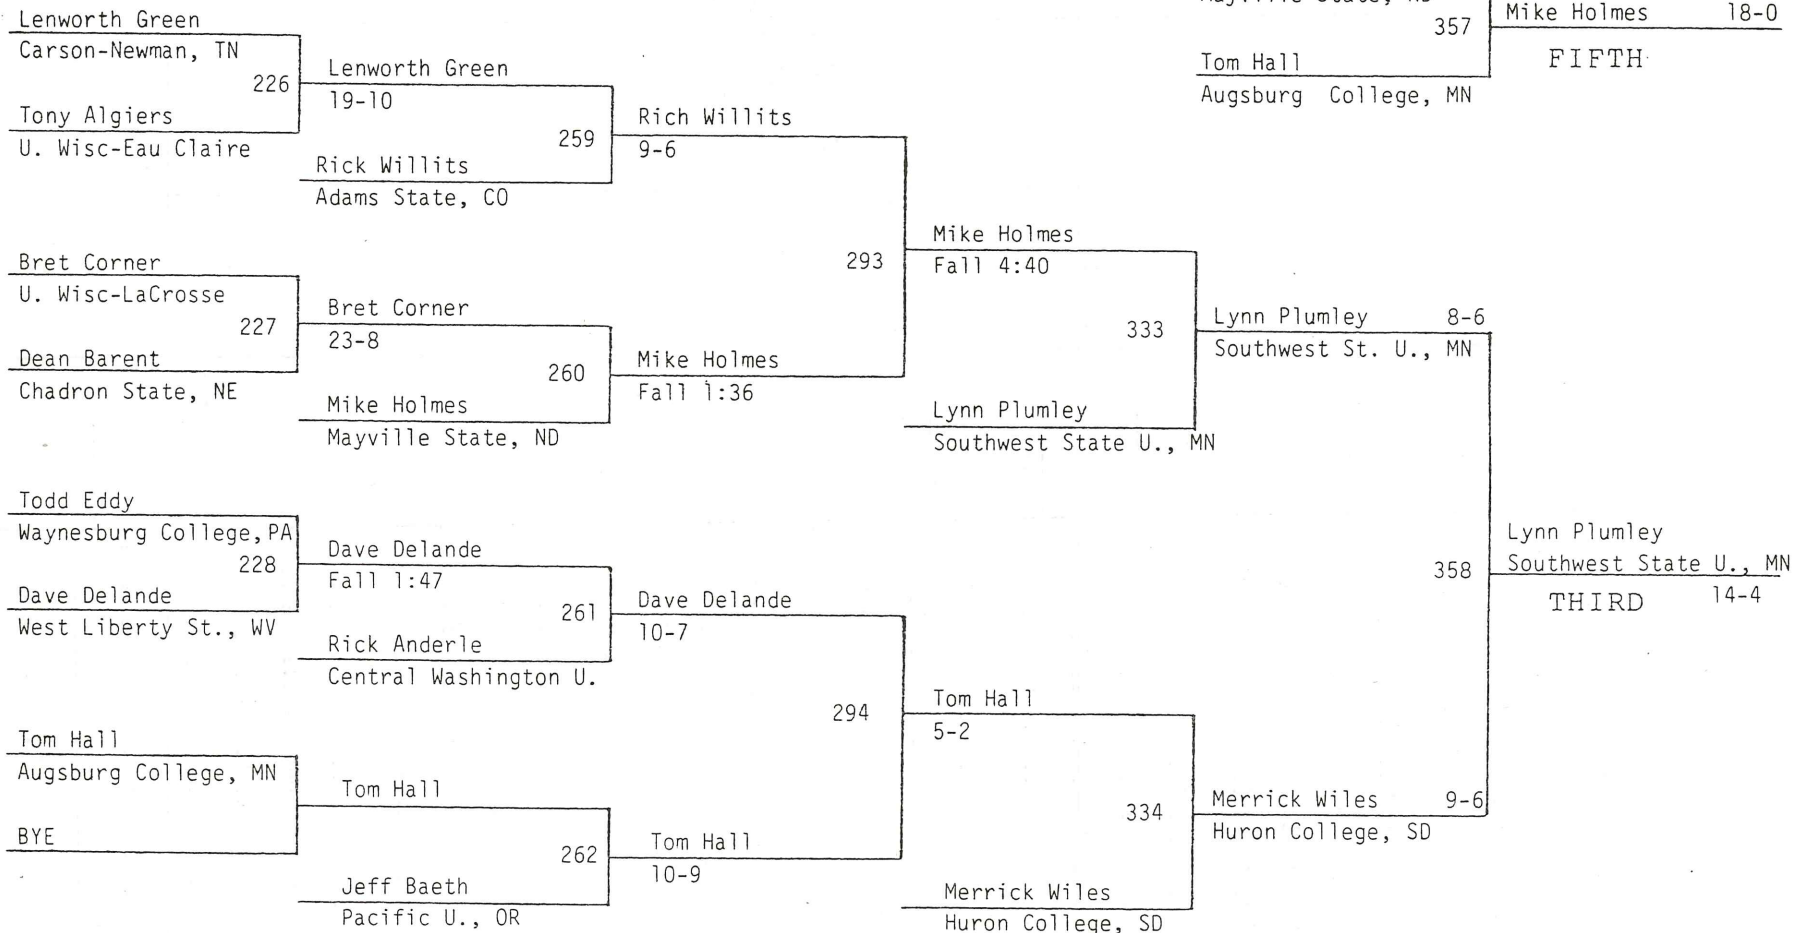 Lenworth Green
Carson-Newman, TN
226
Tony Algiers
U. Wisc-Eau Claire
Lenworth Green
19-10
259
Rick Willits
Adams State, CO
Rich Willits
9-6
Bret Corner
U. Wisc-LaCrosse
227
Dean Barent
Chadron State, NE
Bret Corner
23-8
260
Mike Holmes
Mayville State, ND
Mike Holmes
Fall 1:36
293
Mike Holmes
Fall 4:40
333
Lynn Plumley
Southwest State U., MN
Lynn Plumley 8-6
Southwest St. U., MN
Todd Eddy
Waynesburg College, PA
228
Dave Delande
West Liberty St., WV
Dave Delande
Fall 1:47
261
Rick Anderle
Central Washington U.
Dave Delande
10-7
Tom Hall
Augsburg College, MN
BYE
Tom Hall
262
Jeff Baeth
Pacific U., OR
Tom Hall
10-9
294
Tom Hall
5-2
334
Merrick Wiles
Huron College, SD
Merrick Wiles 9-6
Huron College, SD
358
Lynn Plumley
Southwest State U., MN
THIRD 14-4
357
Tom Hall
Augsburg College, MN
Mike Holmes 18-0
FIFTH